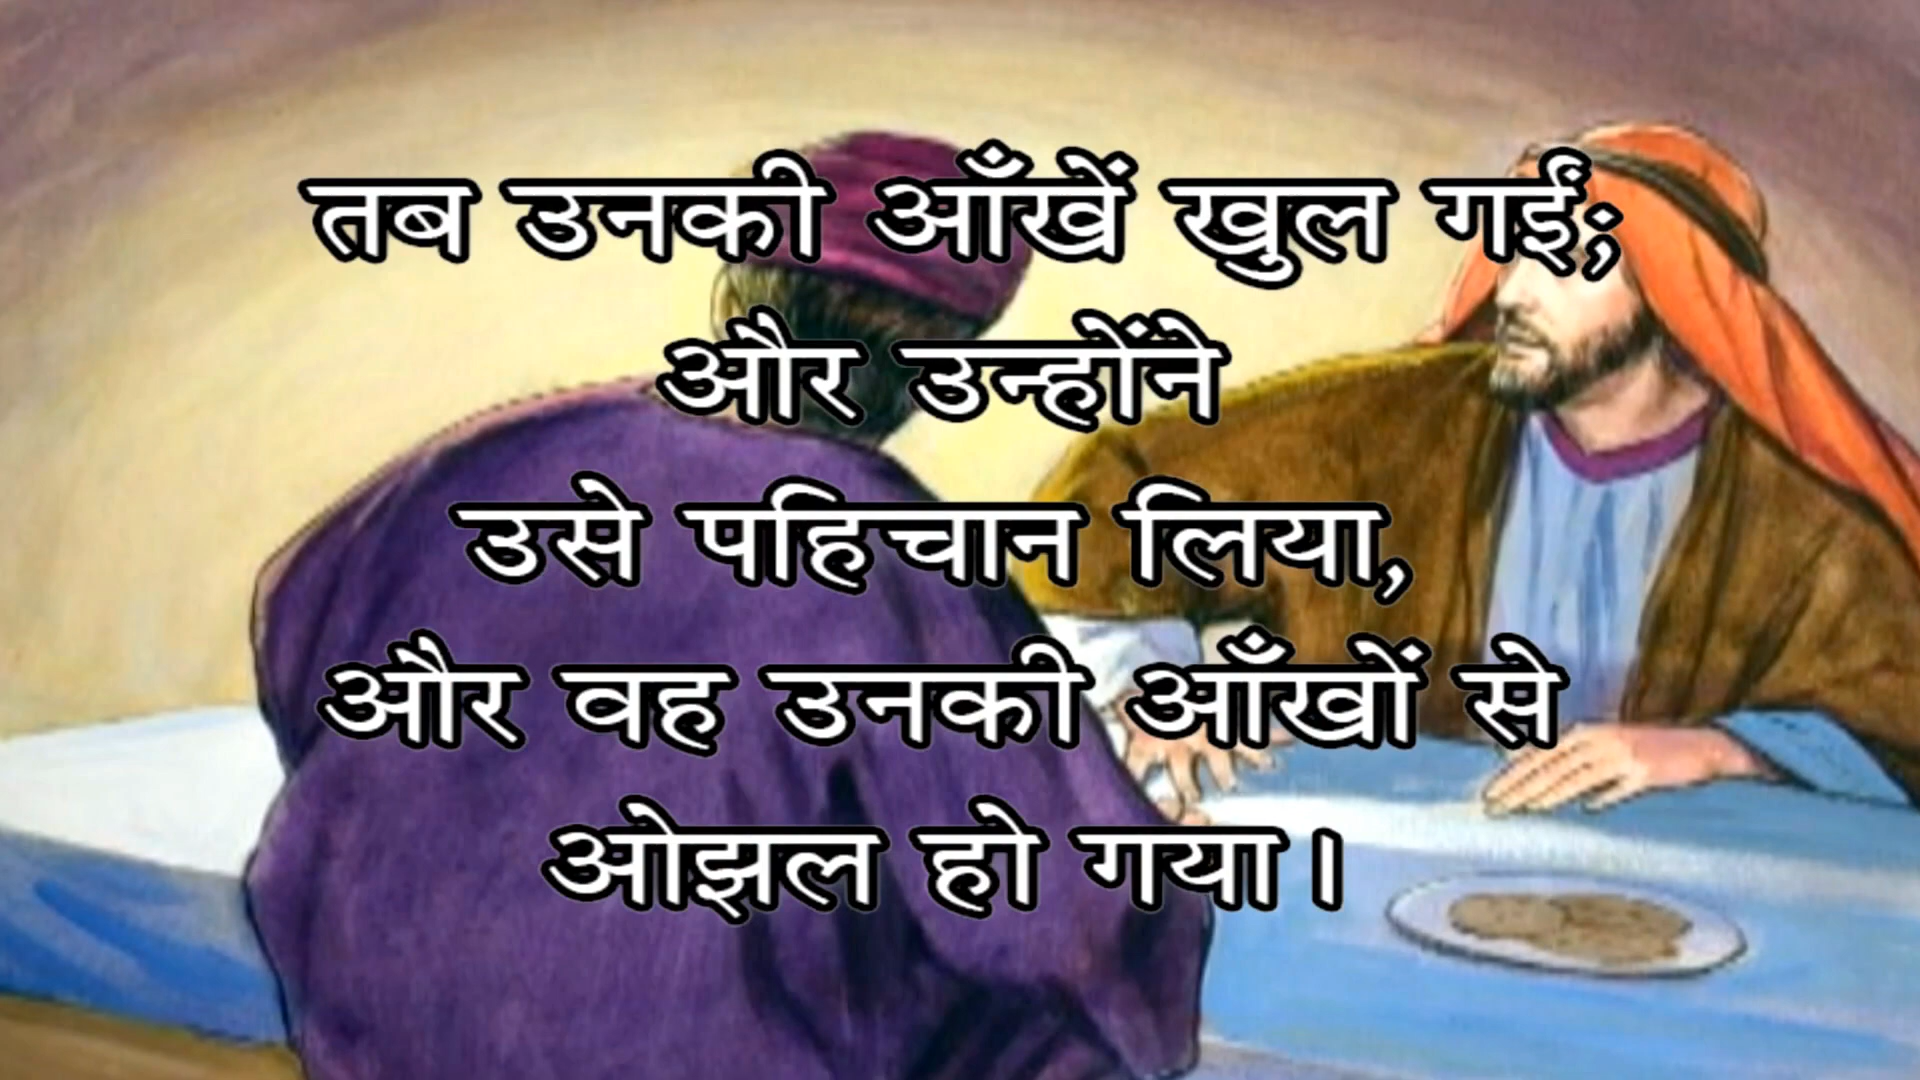 तब उनकी आँखें खुल गईं;
और उन्होंने
उसे पहिचान लिया,
और वह उनकी आँखों से
ओझल हो गया।